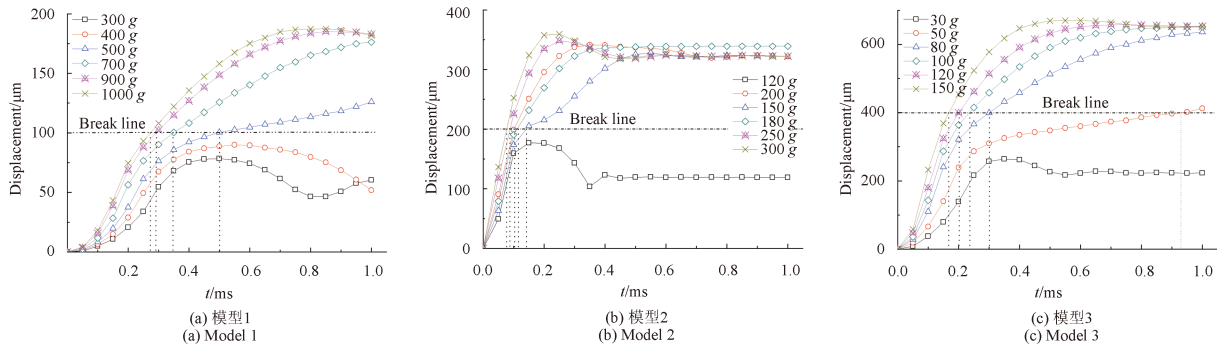 300 g
400 g
500 g
700 g
900 g
1000 g
Break line
Displacement/μm
200
150
100
50
0
0.2
0.4
0.6
0.8
1.0
t/ms
(a) 模型1
(a) Model 1
120 g
200 g
150 g
180 g
250 g
300 g
Break line
Displacement/μm
400
300
200
100
0
0.0
0.2
0.4
0.6
0.8
1.0
t/ms
(b) 模型2
(b) Model 2
30 g
50 g
80 g
100 g
120 g
150 g
Break line
Displacement/μm
600
400
200
0
0.0
0.2
0.4
0.6
0.8
1.0
t/ms
(c) 模型3
(c) Model 3